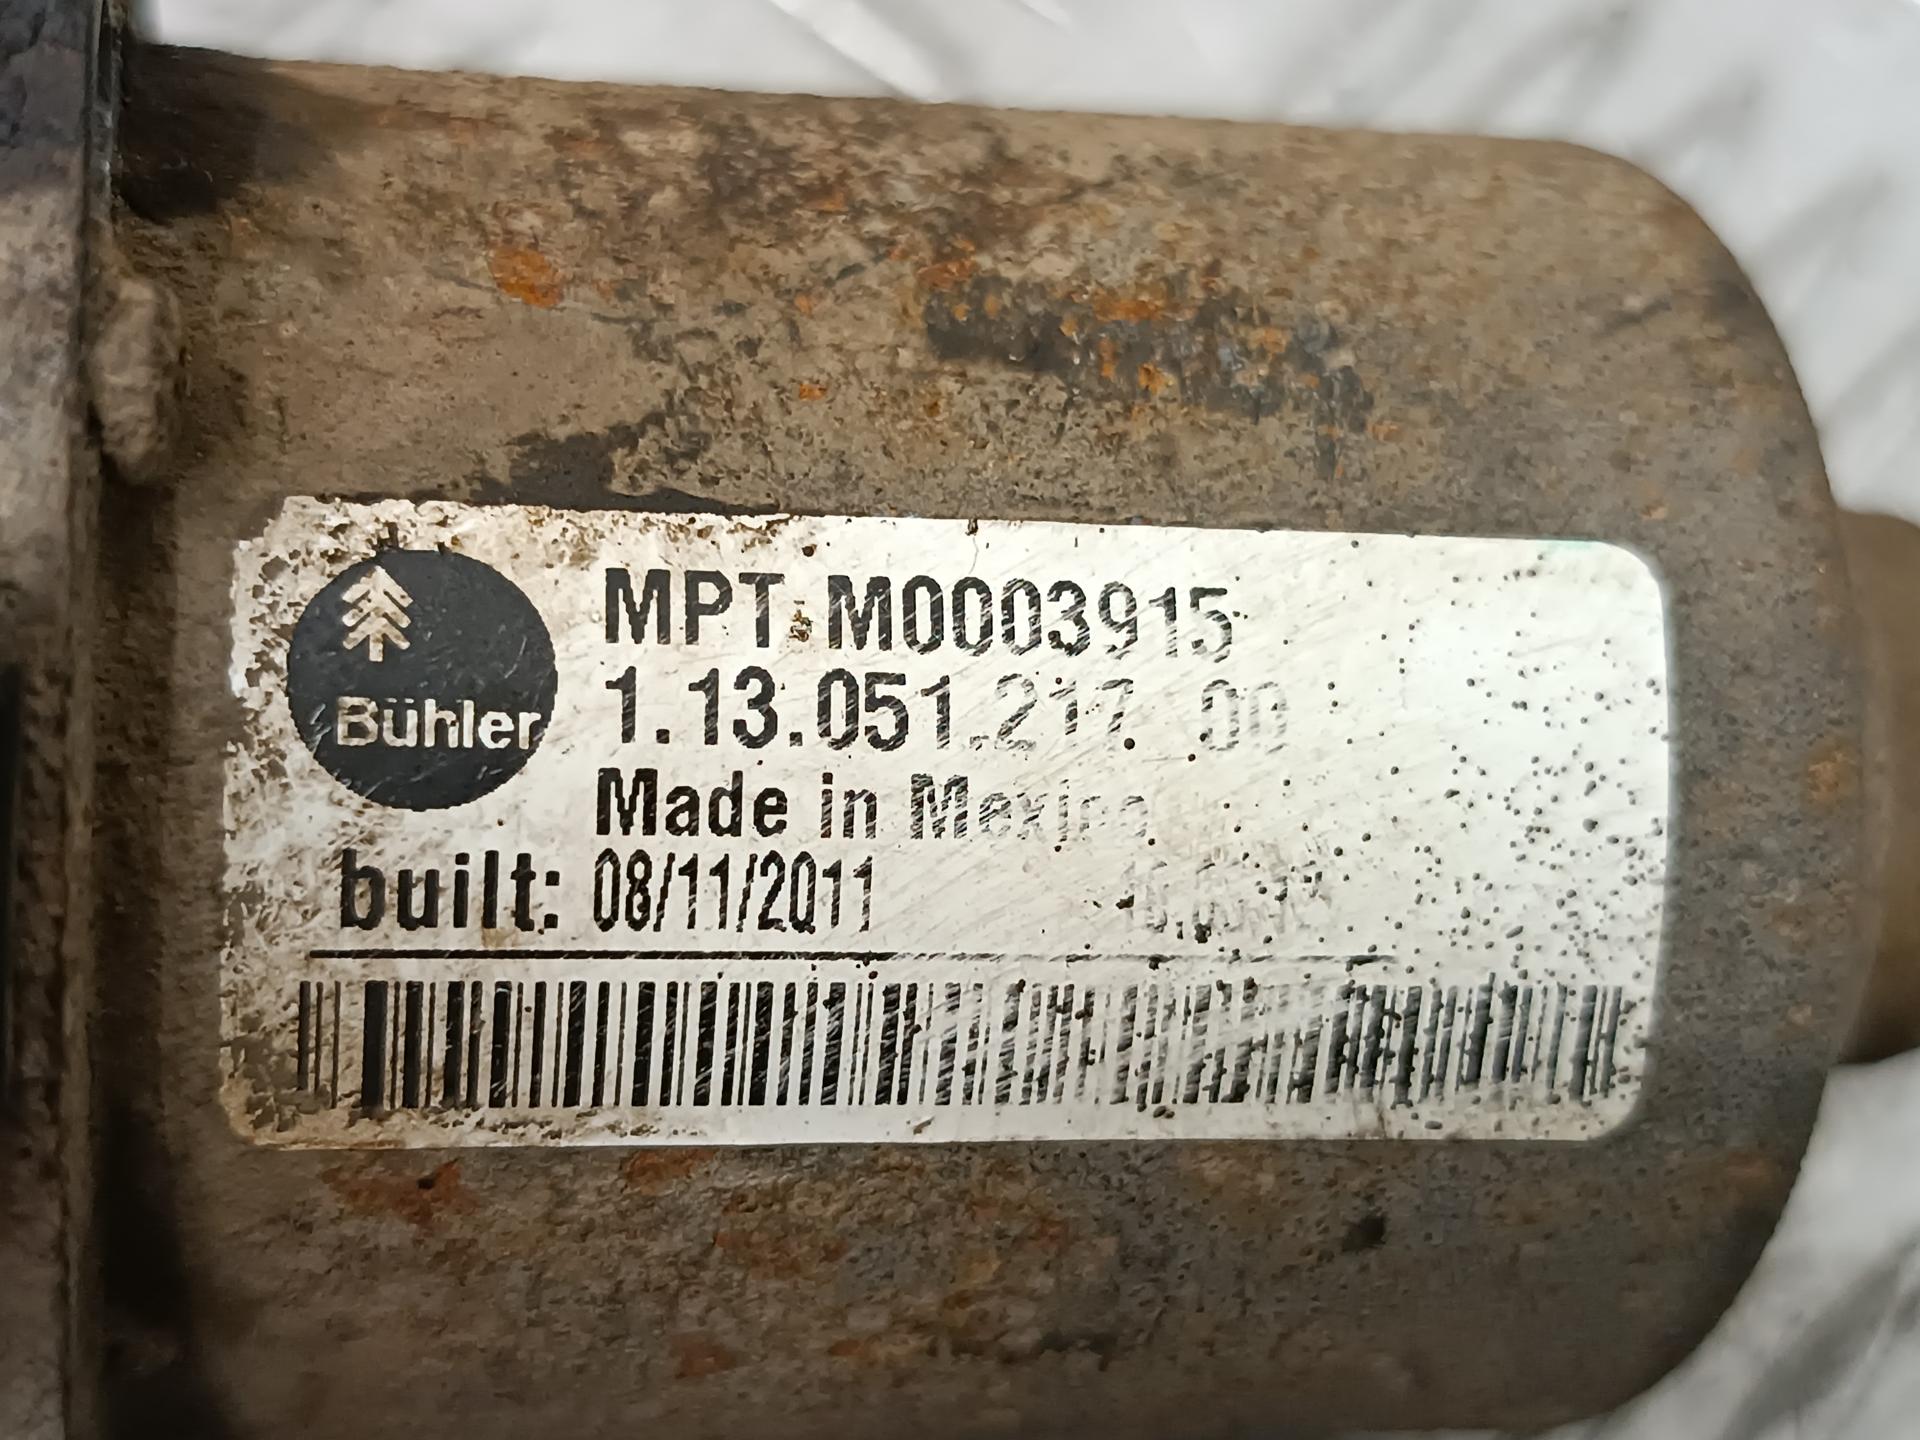 Bühler
MPT M0003915
1.13.051.217 00
Made in Mexico
built: 08/11/2011